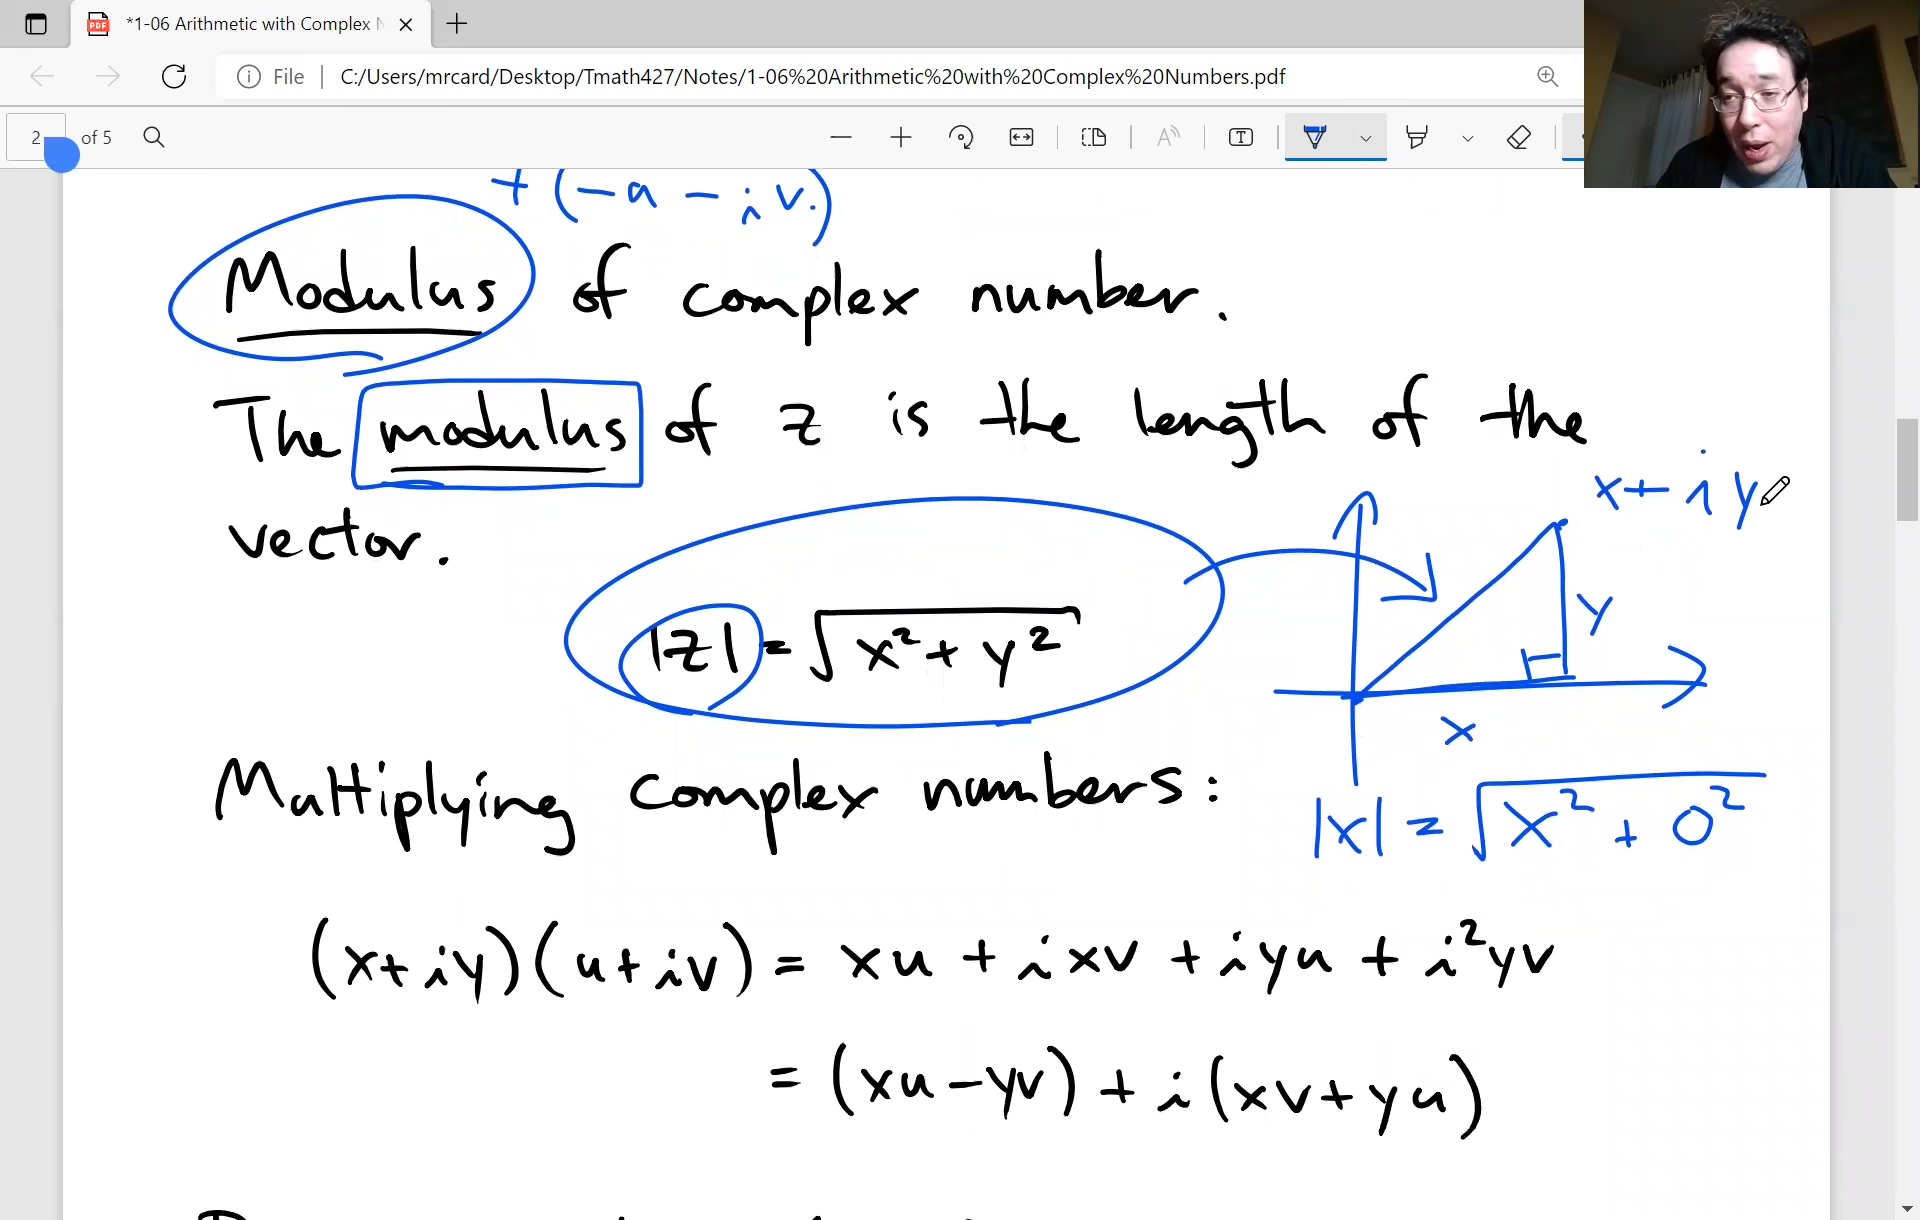 *1-06 Arithmetic with Complex N
File | C:/Users/mrcard/Desktop/Tmath427/Notes/1-06%20Arithmetic%20with%20Complex%20Numbers.pdf
2 of 5
+ (-u - iv.)
Modulus of complex number.
The modulus of z is the length of the
vector.
x + iy
|z| = √(x² + y²)
y
x
Multiplying complex numbers:
|x| = √(x² + 0²)
(x+iy)(u+iv) = xu + ixv + iyu + i²yv
= (xu-yv) + i(xv+yu)